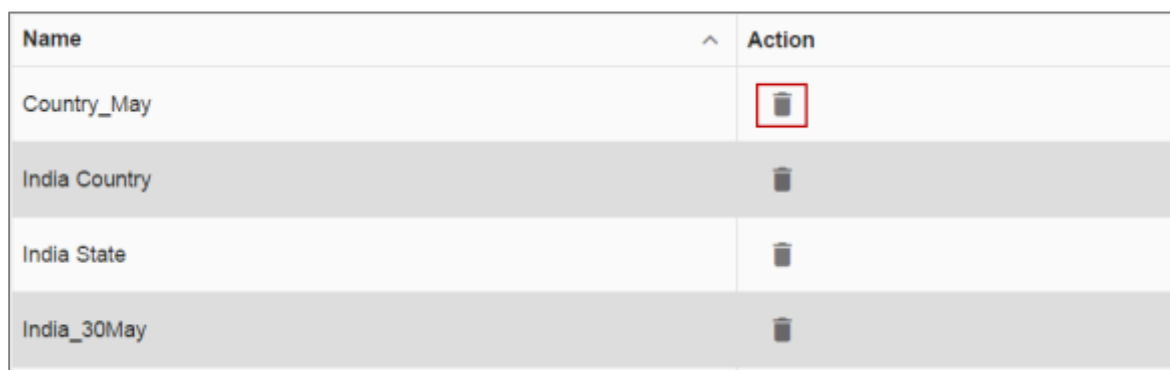 Name Action
Country_May
India Country
India State
India_30May